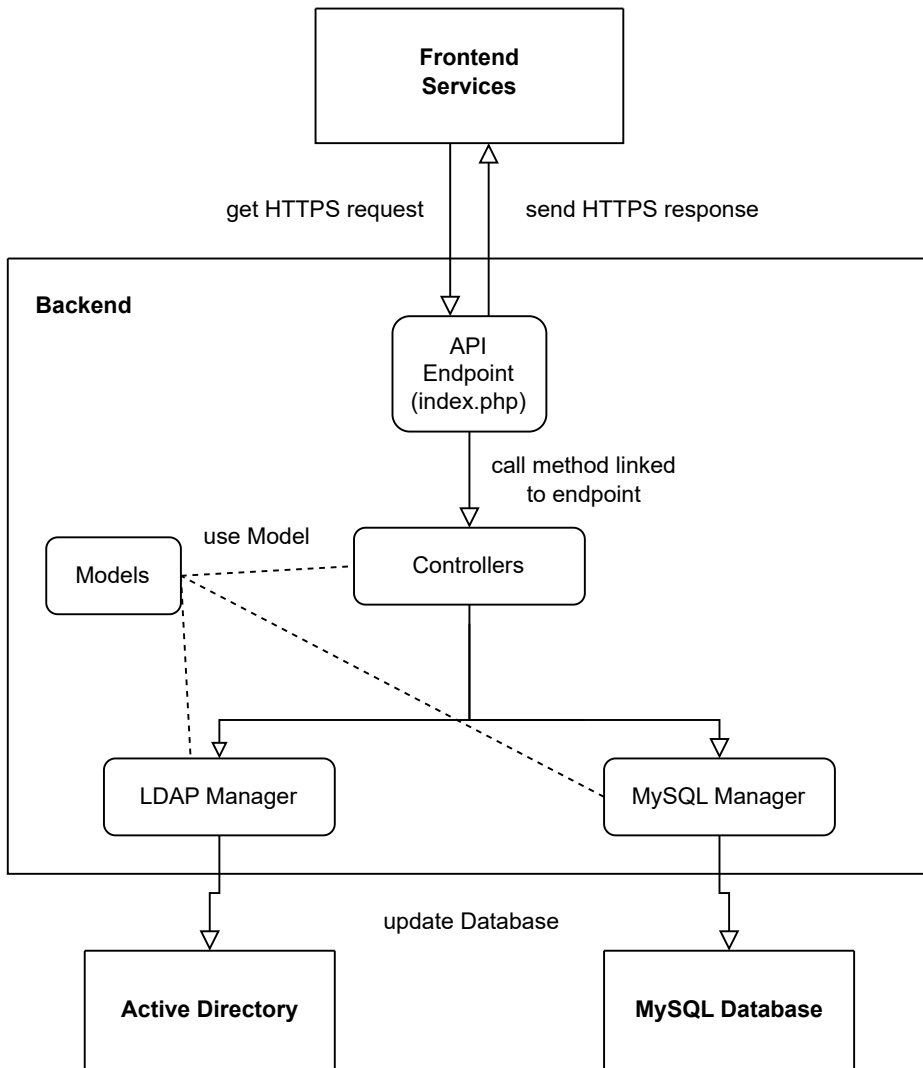 Frontend
Services
get HTTPS request
send HTTPS response
Backend
API
Endpoint
(index.php)
call method linked
to endpoint
use Model
Models
Controllers
LDAP Manager
MySQL Manager
update Database
Active Directory
MySQL Database